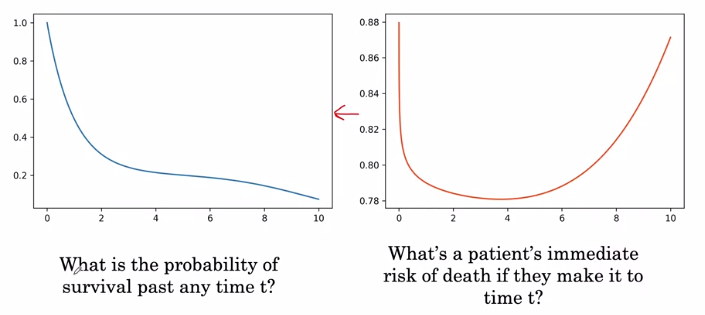 1.0
0.8
0.6
0.4
0.2
0 2 4 6 8 10
What is the probability of
survival past any time t?
0.88
0.86
0.84
0.82
0.80
0.78
0 2 4 6 8 10
What's a patient's immediate
risk of death if they make it to
time t?